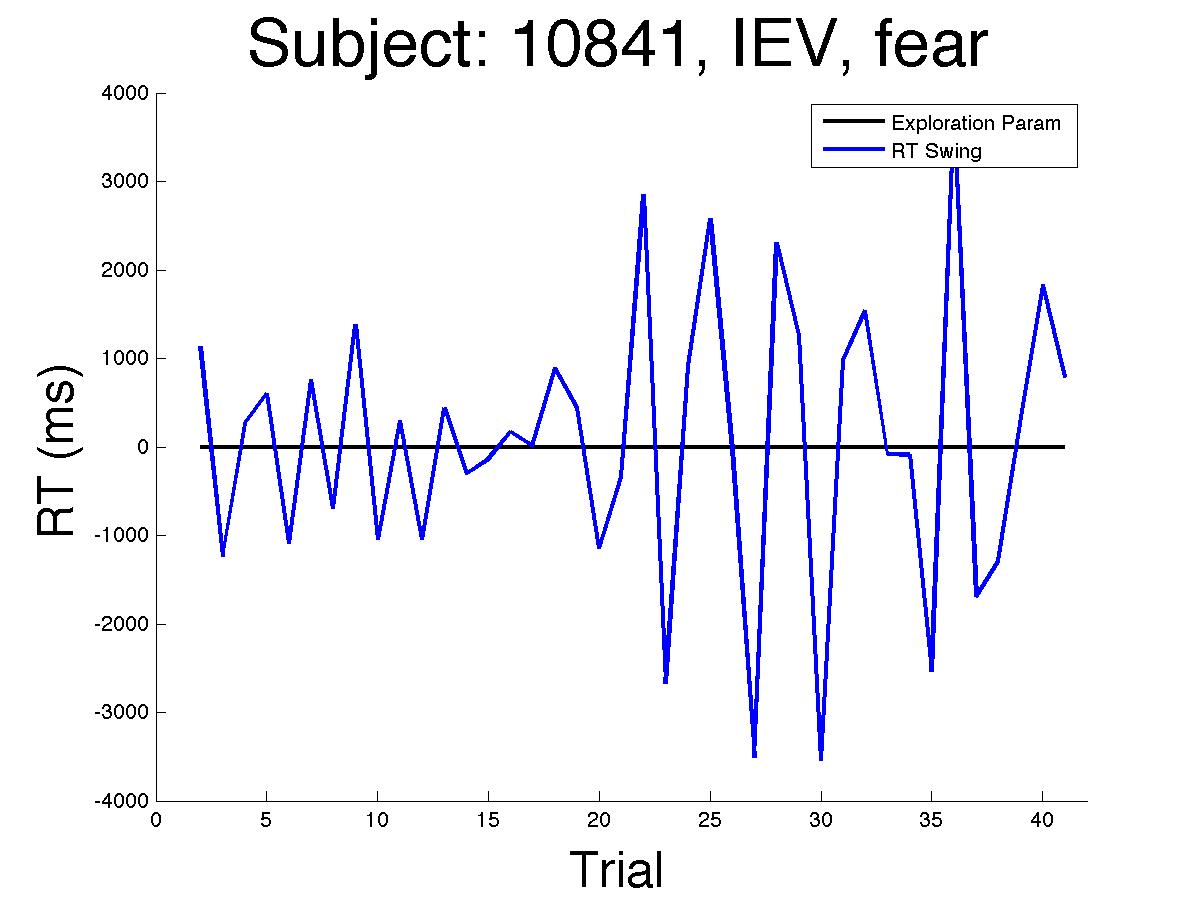 Subject: 10841, IEV, fear
4000
3000
2000
1000
0
-1000
-2000
-3000
-4000
RT (ms)
Exploration Param
RT Swing
0 5 10 15 20 25 30 35 40
Trial